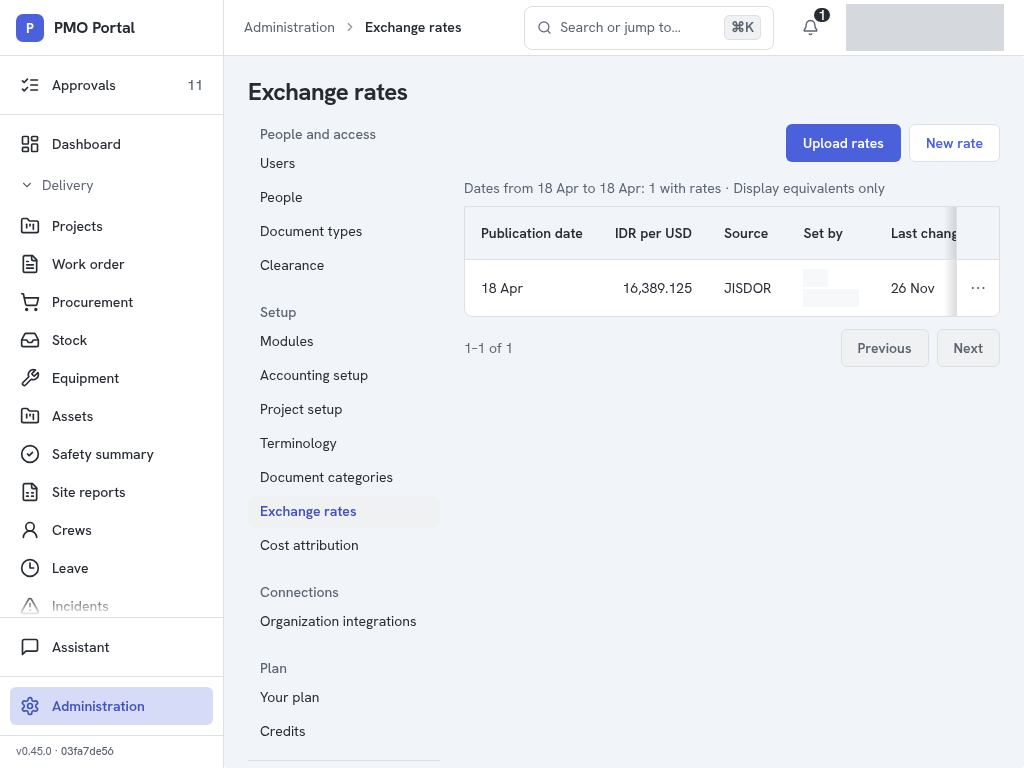 P PMO Portal
Administration > Exchange rates
Search or jump to... ⌘K
1
Approvals 11
Dashboard
Delivery
Projects
Work order
Procurement
Stock
Equipment
Assets
Safety summary
Site reports
Crews
Leave
Incidents
Assistant
Administration
v0.45.0 · 03fa7de56
Exchange rates
People and access
Users
People
Document types
Clearance
Setup
Modules
Accounting setup
Project setup
Terminology
Document categories
Exchange rates
Cost attribution
Connections
Organization integrations
Plan
Your plan
Credits
Upload rates New rate
Dates from 18 Apr to 18 Apr: 1 with rates · Display equivalents only
Publication date IDR per USD Source Set by Last chang
18 Apr 16,389.125 JISDOR 26 Nov ···
1–1 of 1 Previous Next